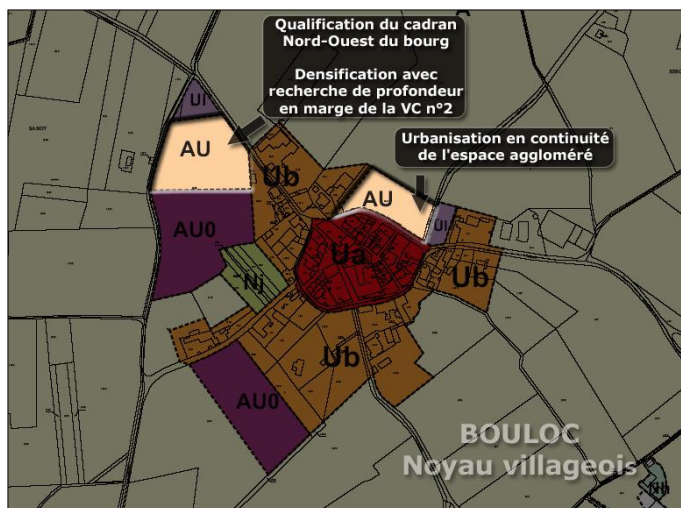 Qualification du cadran
Nord-Ouest du bourg
Densification avec
recherche de profondeur
en marge de la VC n°2
Urbanisation en continuité
de l'espace aggloméré
UI
AU
Ub
AU
UI
AU0
Ua
Nj
Ub
Ub
AU0
BOULOC
Noyau villageois
Nh